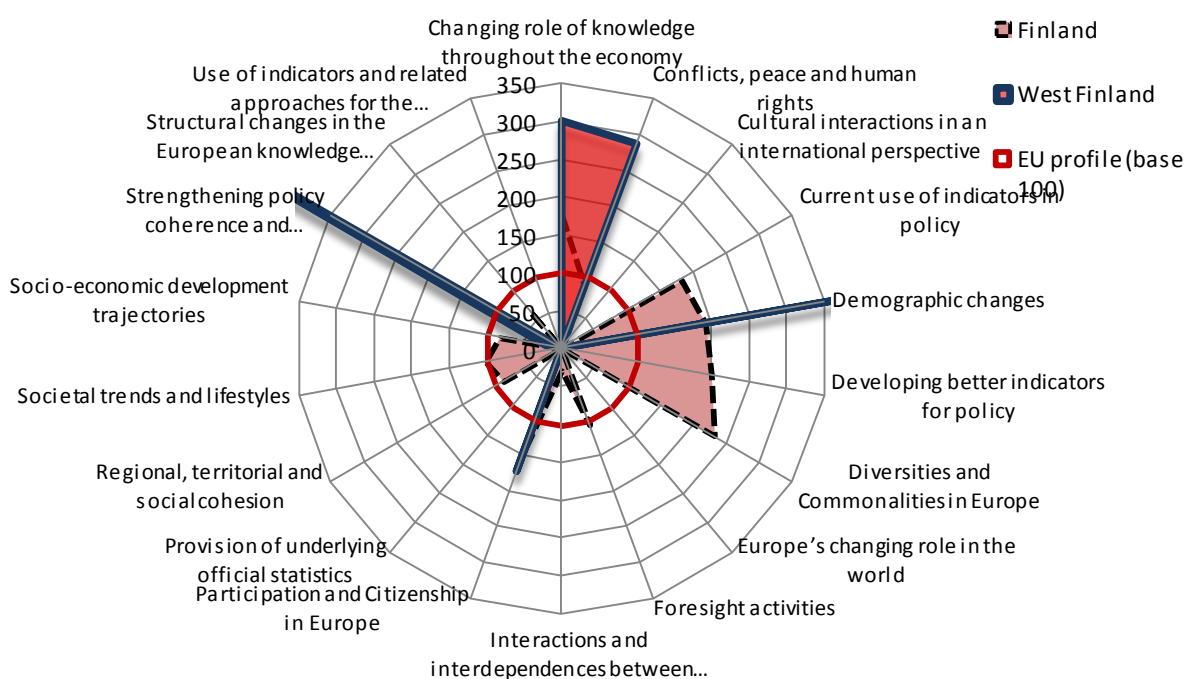 Changing role of knowledge
throughout the economy
Conflicts, peace and human
rights
Cultural interactions in an
international perspective
Current use of indicators in
policy
Demographic changes
Developing better indicators
for policy
Diversities and
Commonalities in Europe
Europe's changing role in the
world
Foresight activities
Interactions and
interdependences between...
Participation and Citizenship
in Europe
Provision of underlying
official statistics
Regional, territorial and
social cohesion
Societal trends and lifestyles
Socio-economic development
trajectories
Strengthening policy
coherence and...
Structural changes in the
European knowledge...
Use of indicators and related
approaches for the...
350
300
250
200
150
100
50
0
Finland
West Finland
EU profile (base
100)